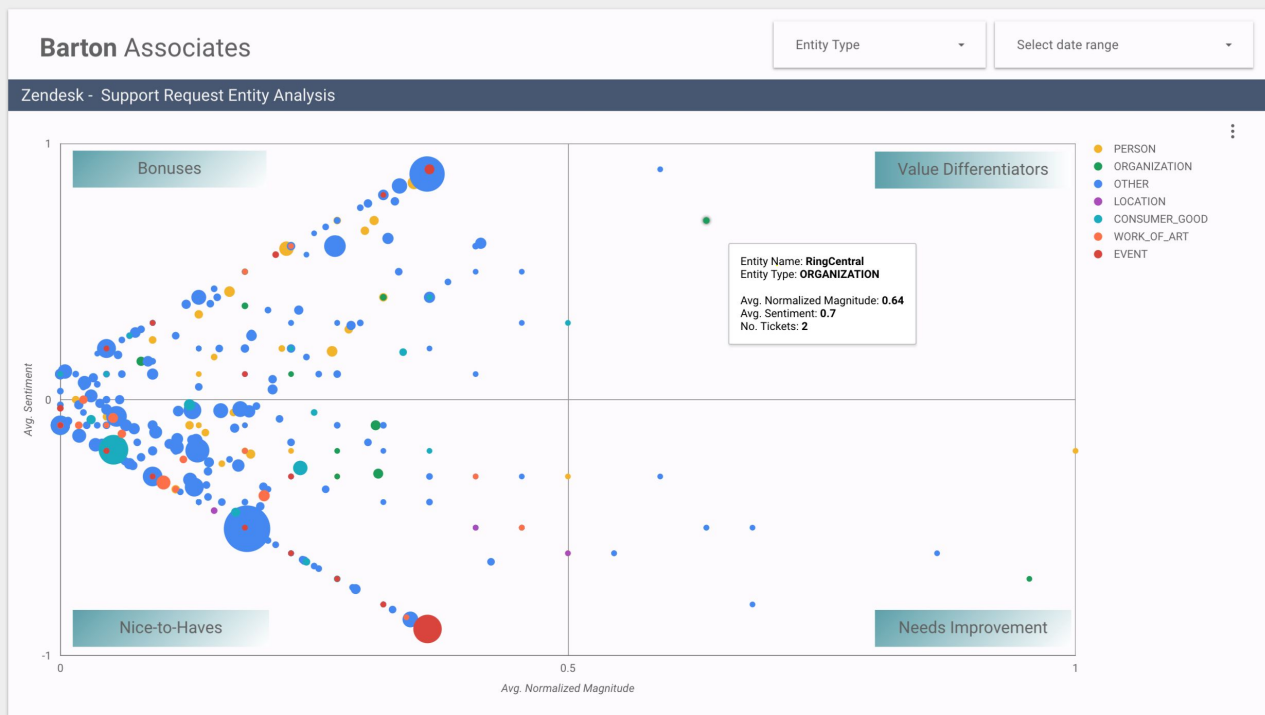 Barton Associates
Entity Type
Select date range
Zendesk - Support Request Entity Analysis
1
Bonuses
Value Differentiators
PERSON
ORGANIZATION
OTHER
LOCATION
CONSUMER_GOOD
WORK_OF_ART
EVENT
Entity Name: RingCentral
Entity Type: ORGANIZATION
Avg. Normalized Magnitude: 0.64
Avg. Sentiment: 0.7
No. Tickets: 2
Avg. Sentiment
0
Nice-to-Haves
Needs Improvement
-1
0
0.5
1
Avg. Normalized Magnitude